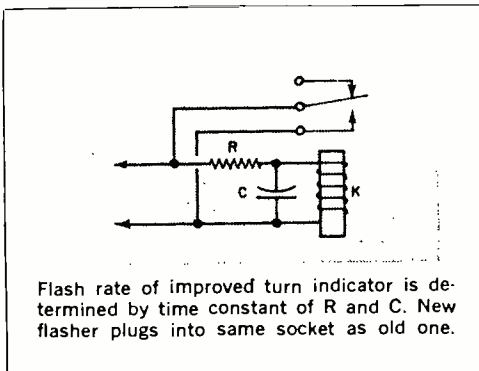 R
C
K
Flash rate of improved turn indicator is de-
termined by time constant of R and C. New
flasher plugs into same socket as old one.